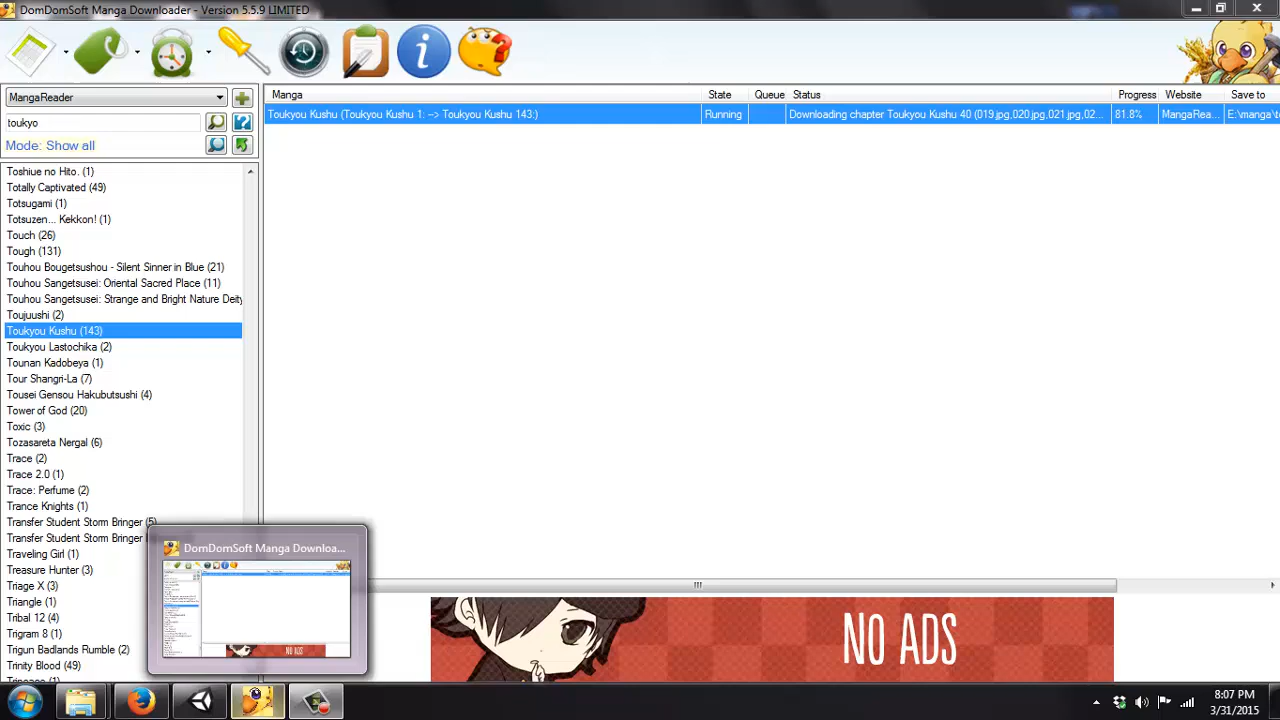 DomDomSoft Manga Downloader - Version 5.5.9 LIMITED
MangaReader
toukyo
Mode: Show all
Toshiue no Hito. (1)
Totally Captivated (49)
Totsugami (1)
Totsuzen... Kekkon! (1)
Touch (26)
Tough (131)
Touhou Bougetsushou - Silent Sinner in Blue (21)
Touhou Sangetsusei: Oriental Sacred Place (11)
Touhou Sangetsusei: Strange and Bright Nature Deity
Toujuushi (2)
Toukyou Kushu (143)
Toukyou Lastochika (2)
Tounan Kadobeya (1)
Tour Shangri-La (7)
Tousei Gensou Hakubutsushi (4)
Tower of God (20)
Toxic (3)
Tozasareta Nergal (6)
Trace (2)
Trace 2.0 (1)
Trace: Perfume (2)
Trance Knights (1)
Transfer Student Storm Bringer (5)
Transfer Student Storm Bringer
Traveling Girl (1)
Treasure Hunter (3)
Triage X (3)
Triangle (1)
Tribal 12 (4)
Trigram 8 (1)
Trigun Badlands Rumble (2)
Trinity Blood (49)
Manga State Queue Status Progress Website Save to
Toukyou Kushu (Toukyou Kushu 1: --> Toukyou Kushu 143:) Running Downloading chapter Toukyou Kushu 40 (019.jpg,020.jpg,021.jpg,02... 81.8% MangaRea... E:\manga\t
DomDomSoft Manga Downloa...
NO ADS
NO ADS
8:07 PM
3/31/2015